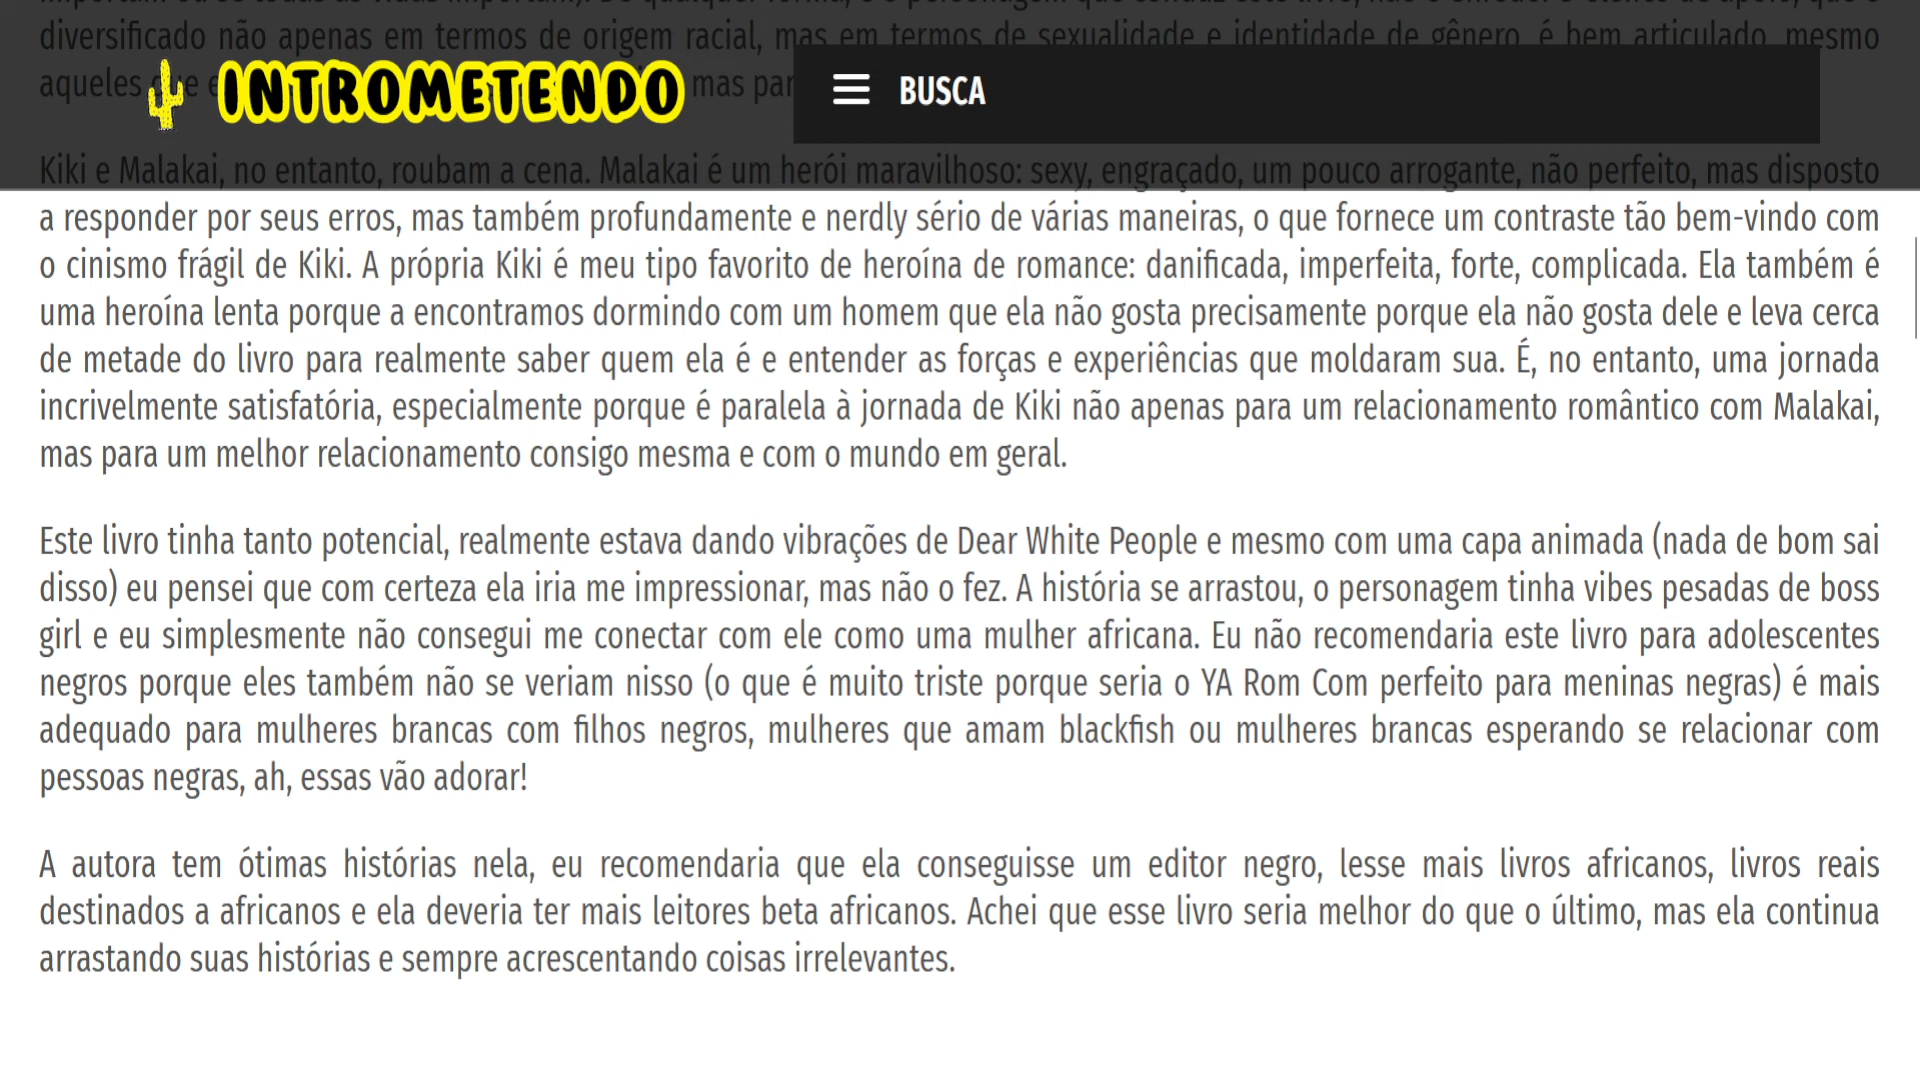 diversificado não apenas em termos de origem racial, mas em termos de sexualidade e identidade de gênero, é bem articulado, mesmo
aqueles que e mas par
INTROMETENDO
BUSCA
Kiki e Malakai, no entanto, roubam a cena. Malakai é um herói maravilhoso: sexy, engraçado, um pouco arrogante, não perfeito, mas disposto
a responder por seus erros, mas também profundamente e nerdly sério de várias maneiras, o que fornece um contraste tão bem-vindo com
o cinismo frágil de Kiki. A própria Kiki é meu tipo favorito de heroína de romance: danificada, imperfeita, forte, complicada. Ela também é
uma heroína lenta porque a encontramos dormindo com um homem que ela não gosta precisamente porque ela não gosta dele e leva cerca
de metade do livro para realmente saber quem ela é e entender as forças e experiências que moldaram sua. É, no entanto, uma jornada
incrivelmente satisfatória, especialmente porque é paralela à jornada de Kiki não apenas para um relacionamento romântico com Malakai,
mas para um melhor relacionamento consigo mesma e com o mundo em geral.
Este livro tinha tanto potencial, realmente estava dando vibrações de Dear White People e mesmo com uma capa animada (nada de bom sai
disso) eu pensei que com certeza ela iria me impressionar, mas não o fez. A história se arrastou, o personagem tinha vibes pesadas de boss
girl e eu simplesmente não consegui me conectar com ele como uma mulher africana. Eu não recomendaria este livro para adolescentes
negros porque eles também não se veriam nisso (o que é muito triste porque seria o YA Rom Com perfeito para meninas negras) é mais
adequado para mulheres brancas com filhos negros, mulheres que amam blackfish ou mulheres brancas esperando se relacionar com
pessoas negras, ah, essas vão adorar!
A autora tem ótimas histórias nela, eu recomendaria que ela conseguisse um editor negro, lesse mais livros africanos, livros reais
destinados a africanos e ela deveria ter mais leitores beta africanos. Achei que esse livro seria melhor do que o último, mas ela continua
arrastando suas histórias e sempre acrescentando coisas irrelevantes.